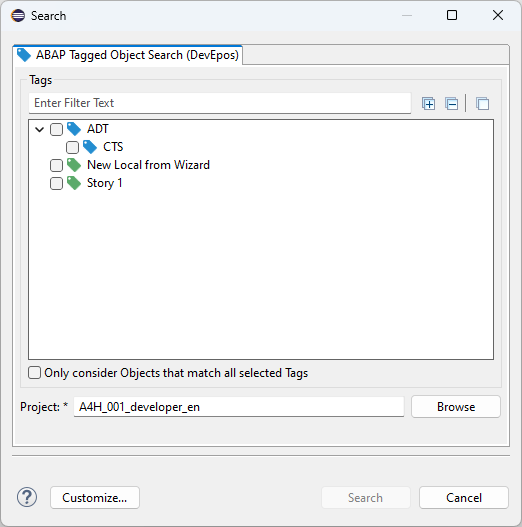 Search
ABAP Tagged Object Search (DevEpos)
Tags
Enter Filter Text
ADT
CTS
New Local from Wizard
Story 1
Only consider Objects that match all selected Tags
Project: * A4H_001_developer_en Browse
? Customize... Search Cancel